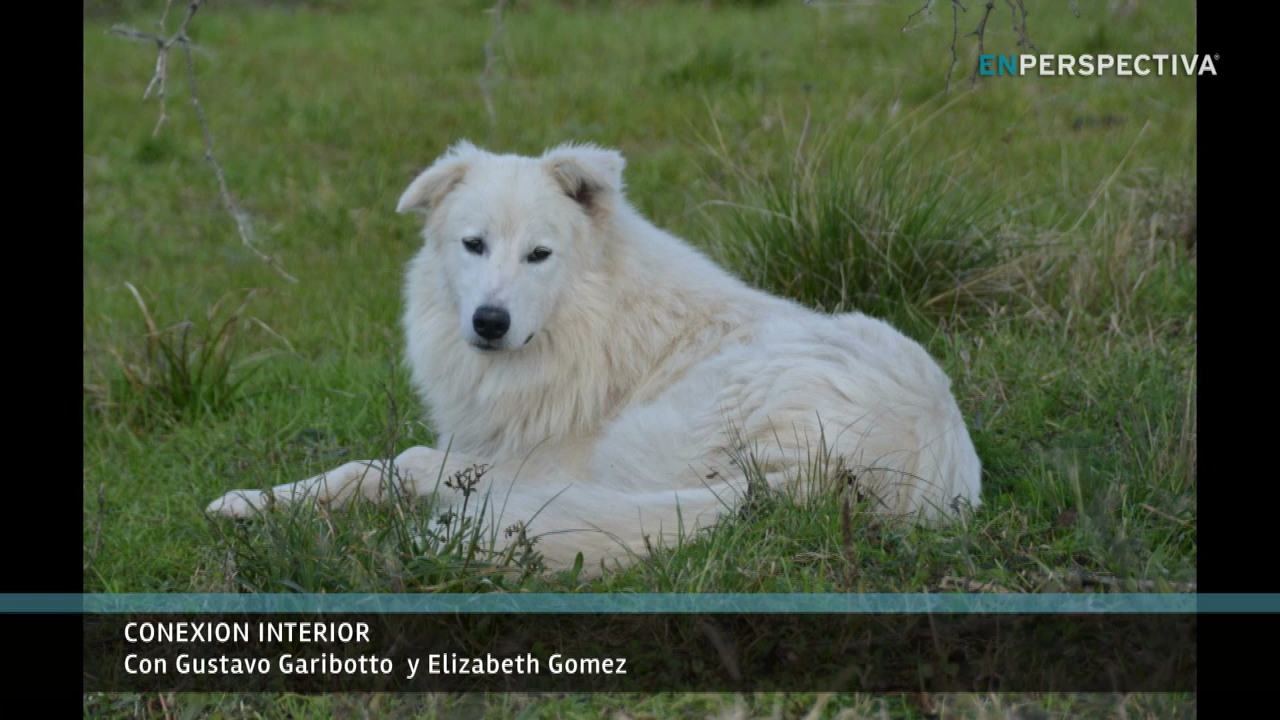 ENPERSPECTIVA
CONEXION INTERIOR
Con Gustavo Garibotto y Elizabeth Gomez